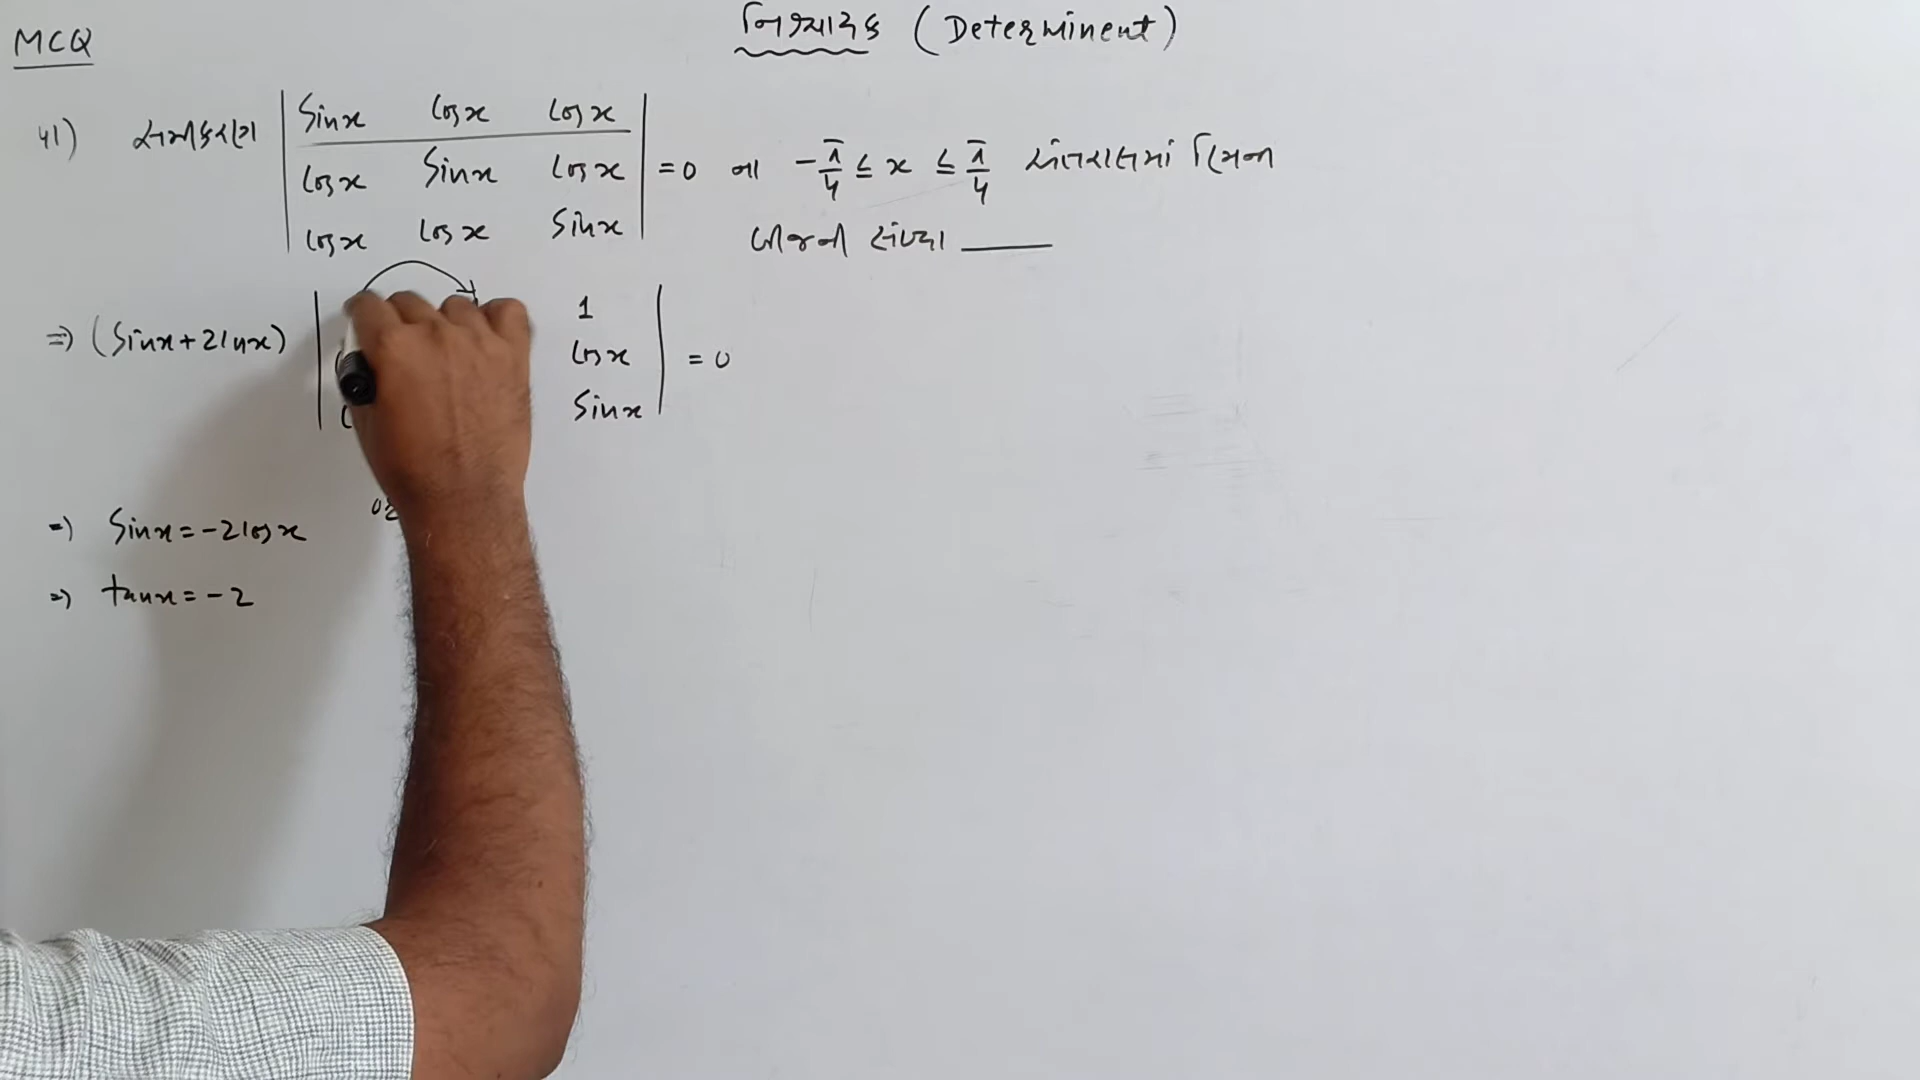 MCQ
નિશ્ચાયક (Determinent)
41) સમીકરણ | Sinx Cosx Cosx |
| Cosx Sinx Cosx | = 0 ના -π/4 ≤ x ≤ π/4 અંતરાલમાં ભિન્ન
| Cosx Cosx Sinx |
બીજની સંખ્યા ____
⇒ (Sinx+2Cosx) | 1 |
| Cosx | = 0
| Sinx |
⇒ Sinx = -2Cosx
⇒ tanx = -2